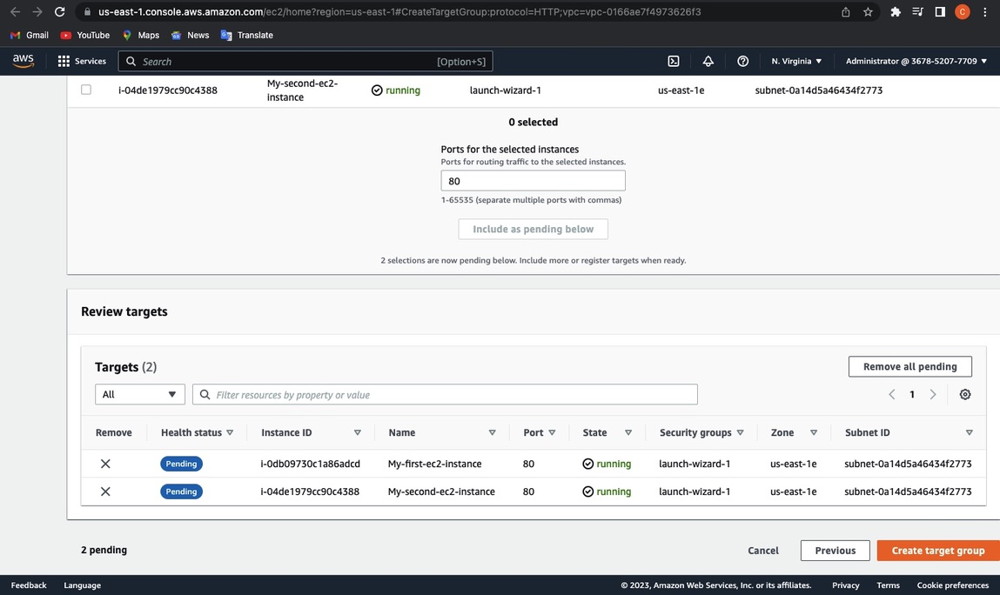 us-east-1.console.aws.amazon.com/ec2/home?region=us-east-1#CreateTargetGroup:protocol=HTTP;vpc=vpc-0166ae7f4973626f3
C
Gmail YouTube Maps News Translate
aws Services Search [Option+S] N. Virginia Administrator @ 3678-5207-7709
i-04de1979cc90c4388 My-second-ec2-instance running launch-wizard-1 us-east-1e subnet-0a14d5a46434f2773
0 selected
Ports for the selected instances
Ports for routing traffic to the selected instances.
80
1-65535 (separate multiple ports with commas)
Include as pending below
2 selections are now pending below. Include more or register targets when ready.
Review targets
Targets (2) Remove all pending
All Filter resources by property or value 1
Remove Health status Instance ID Name Port State Security groups Zone Subnet ID
Pending i-0db09730c1a86adcd My-first-ec2-instance 80 running launch-wizard-1 us-east-1e subnet-0a14d5a46434f2773
Pending i-04de1979cc90c4388 My-second-ec2-instance 80 running launch-wizard-1 us-east-1e subnet-0a14d5a46434f2773
2 pending Cancel Previous Create target group
Feedback Language © 2023, Amazon Web Services, Inc. or its affiliates. Privacy Terms Cookie preferences